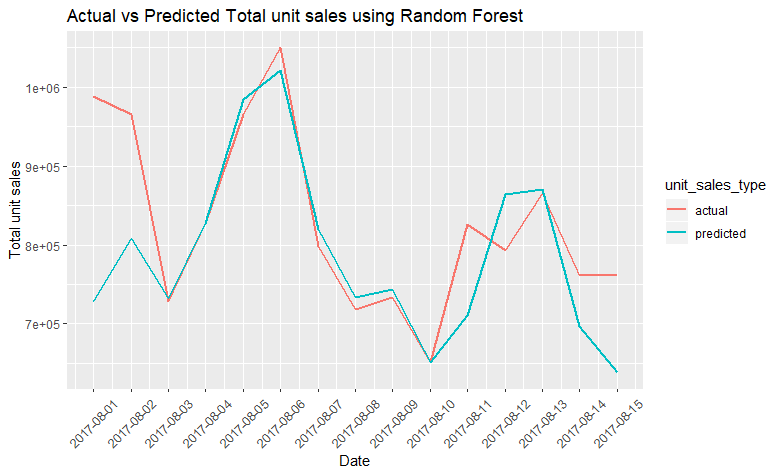 Actual vs Predicted Total unit sales using Random Forest
Total unit sales
1e+06
9e+05
8e+05
7e+05
2017-08-01
2017-08-02
2017-08-03
2017-08-04
2017-08-05
2017-08-06
2017-08-07
2017-08-08
2017-08-09
2017-08-10
2017-08-11
2017-08-12
2017-08-13
2017-08-14
2017-08-15
Date
unit_sales_type
actual
predicted